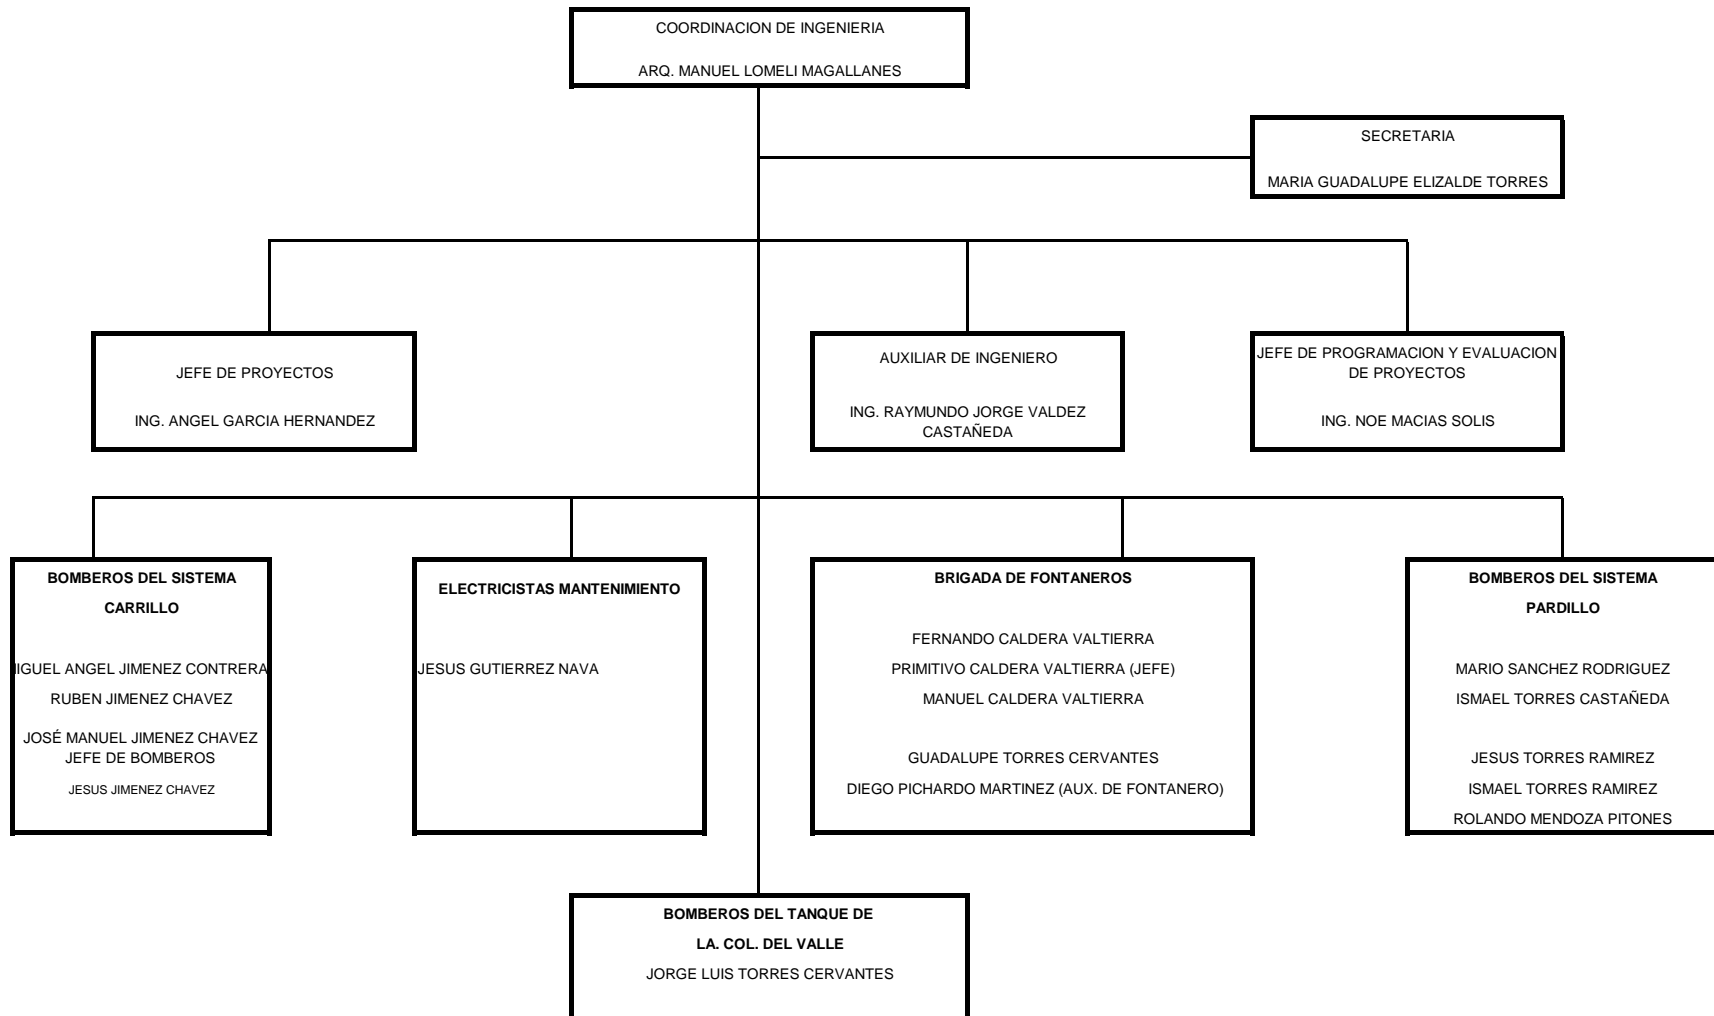 COORDINACION DE INGENIERIA
ARQ. MANUEL LOMELI MAGALLANES
SECRETARIA
MARIA GUADALUPE ELIZALDE TORRES
JEFE DE PROYECTOS
ING. ANGEL GARCIA HERNANDEZ
AUXILIAR DE INGENIERO
ING. RAYMUNDO JORGE VALDEZ
CASTAÑEDA
JEFE DE PROGRAMACION Y EVALUACION
DE PROYECTOS
ING. NOE MACIAS SOLIS
BOMBEROS DEL SISTEMA
CARRILLO
IGUEL ANGEL JIMENEZ CONTRERA
RUBEN JIMENEZ CHAVEZ
JOSÉ MANUEL JIMENEZ CHAVEZ
JEFE DE BOMBEROS
JESUS JIMENEZ CHAVEZ
ELECTRICISTAS MANTENIMIENTO
JESUS GUTIERREZ NAVA
BRIGADA DE FONTANEROS
FERNANDO CALDERA VALTIERRA
PRIMITIVO CALDERA VALTIERRA (JEFE)
MANUEL CALDERA VALTIERRA
GUADALUPE TORRES CERVANTES
DIEGO PICHARDO MARTINEZ (AUX. DE FONTANERO)
BOMBEROS DEL SISTEMA
PARDILLO
MARIO SANCHEZ RODRIGUEZ
ISMAEL TORRES CASTAÑEDA
JESUS TORRES RAMIREZ
ISMAEL TORRES RAMIREZ
ROLANDO MENDOZA PITONES
BOMBEROS DEL TANQUE DE
LA. COL. DEL VALLE
JORGE LUIS TORRES CERVANTES